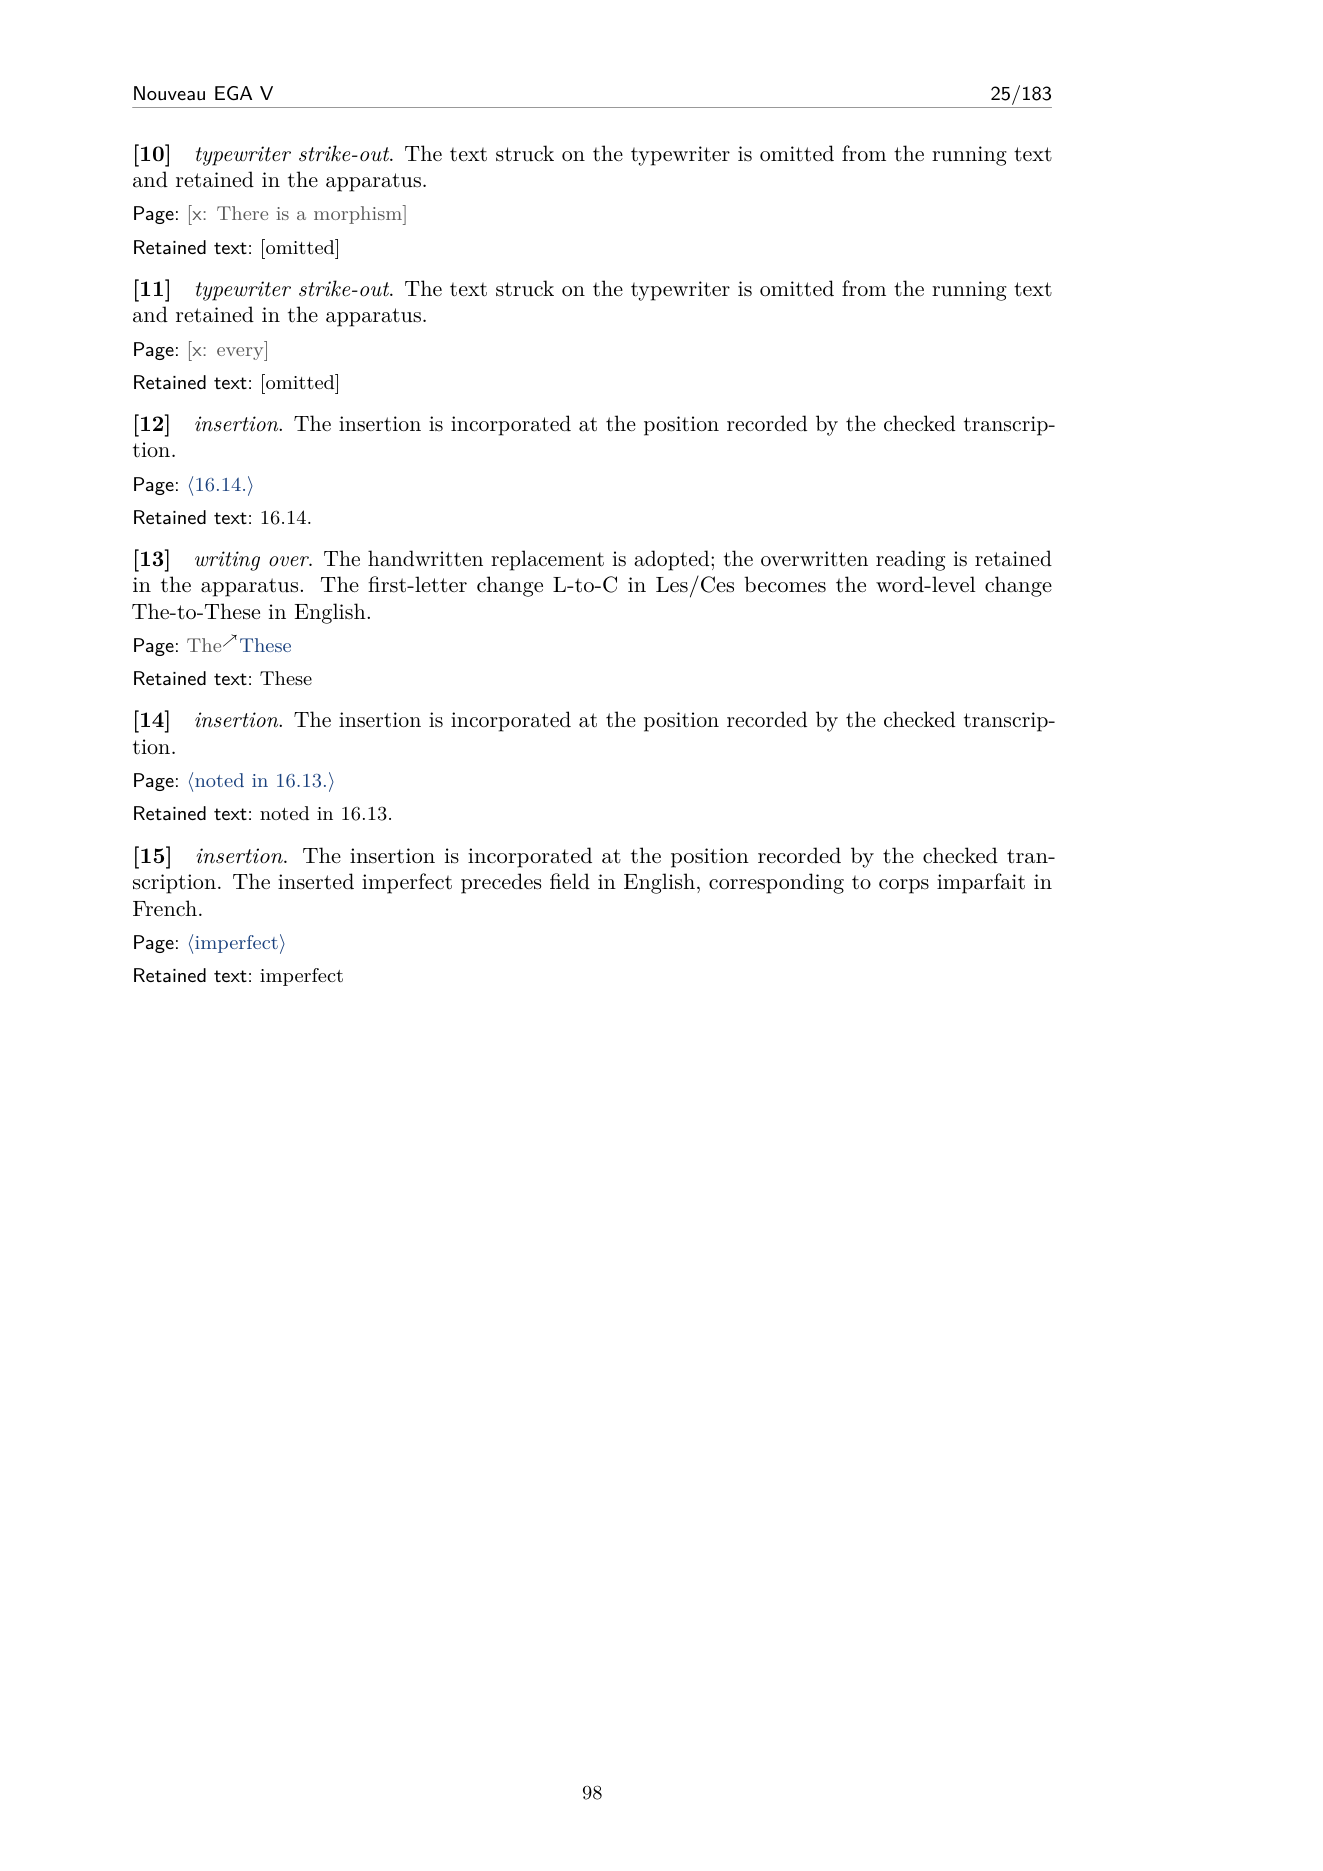 Nouveau EGA V 25/183
[10] typewriter strike-out. The text struck on the typewriter is omitted from the running text
and retained in the apparatus.
Page: [x: There is a morphism]
Retained text: [omitted]
[11] typewriter strike-out. The text struck on the typewriter is omitted from the running text
and retained in the apparatus.
Page: [x: every]
Retained text: [omitted]
[12] insertion. The insertion is incorporated at the position recorded by the checked transcrip-
tion.
Page: ⟨16.14.⟩
Retained text: 16.14.
[13] writing over. The handwritten replacement is adopted; the overwritten reading is retained
in the apparatus. The first-letter change L-to-C in Les/Ces becomes the word-level change
The-to-These in English.
Page: The↗These
Retained text: These
[14] insertion. The insertion is incorporated at the position recorded by the checked transcrip-
tion.
Page: ⟨noted in 16.13.⟩
Retained text: noted in 16.13.
[15] insertion. The insertion is incorporated at the position recorded by the checked tran-
scription. The inserted imperfect precedes field in English, corresponding to corps imparfait in
French.
Page: ⟨imperfect⟩
Retained text: imperfect
98